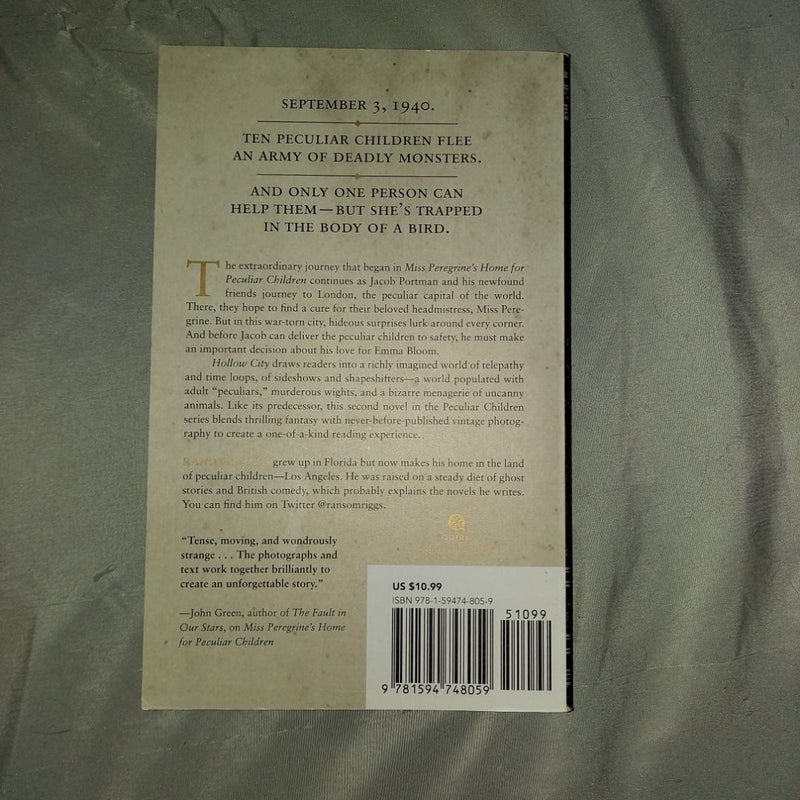 SEPTEMBER 3, 1940.
TEN PECULIAR CHILDREN FLEE
AN ARMY OF DEADLY MONSTERS.
AND ONLY ONE PERSON CAN
HELP THEM—BUT SHE'S TRAPPED
IN THE BODY OF A BIRD.
The extraordinary journey that began in Miss Peregrine's Home for
Peculiar Children continues as Jacob Portman and his newfound
friends journey to London, the peculiar capital of the world.
There, they hope to find a cure for their beloved headmistress, Miss Pere-
grine. But in this war-torn city, hideous surprises lurk around every corner.
And before Jacob can deliver the peculiar children to safety, he must make
an important decision about his love for Emma Bloom.
Hollow City draws readers into a richly imagined world of telepathy
and time loops, of sideshows and shapeshifters—a world populated with
adult “peculiars,” murderous wights, and a bizarre menagerie of uncanny
animals. Like its predecessor, this second novel in the Peculiar Children
series blends thrilling fantasy with never-before-published vintage photog-
raphy to create a one-of-a-kind reading experience.
grew up in Florida but now makes his home in the land
of peculiar children—Los Angeles. He was raised on a steady diet of ghost
stories and British comedy, which probably explains the novels he writes.
You can find him on Twitter @ransomriggs.
“Tense, moving, and wondrously
strange . . . The photographs and
text work together brilliantly to
create an unforgettable story.”
—John Green, author of The Fault in
Our Stars, on Miss Peregrine's Home
for Peculiar Children
QUIRK
US $10.99
ISBN 978-1-59474-805-9
51099
9 781594 748059